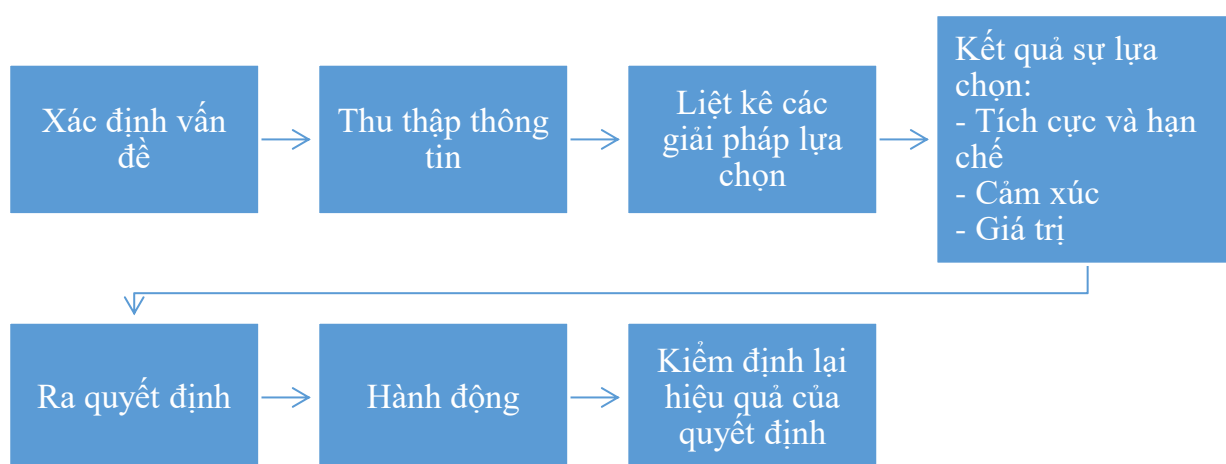 Xác định vấn
đề
Thu thập thông
tin
Liệt kê các
giải pháp lựa
chọn
Kết quả sự lựa
chọn:
- Tích cực và hạn
chế
- Cảm xúc
- Giá trị
Ra quyết định
Hành động
Kiểm định lại
hiệu quả của
quyết định